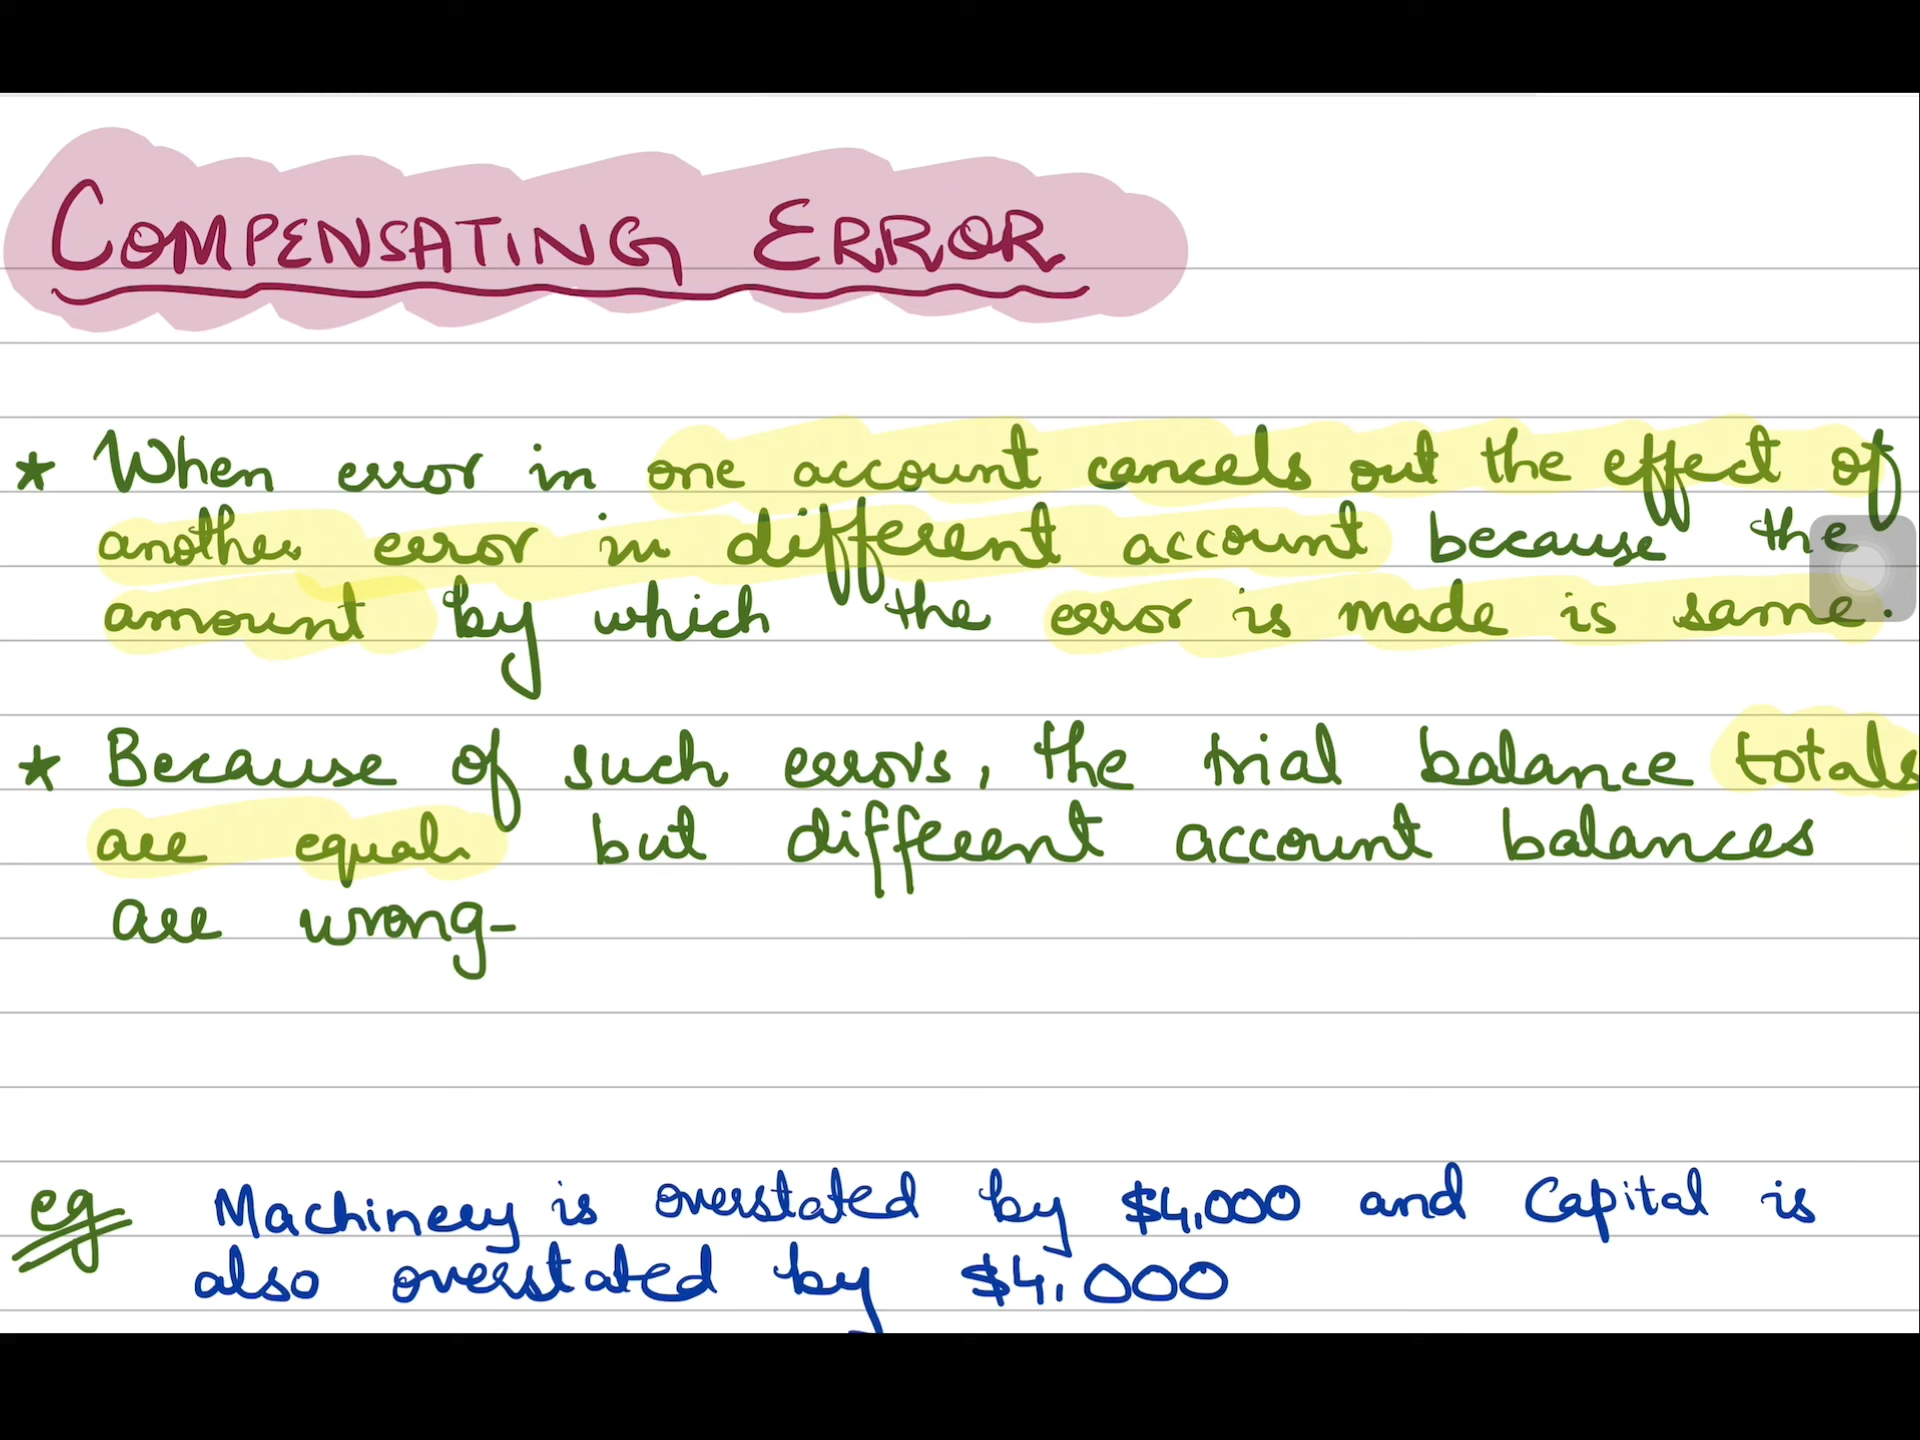 COMPENSATING ERROR
★ When error in one account cancels out the effect of
another error in different account because the
amount by which the error is made is same.
★ Because of such errors, the trial balance totals
are equal but different account balances
are wrong-
eg Machinery is overstated by $4,000 and Capital is
also overstated by $4,000